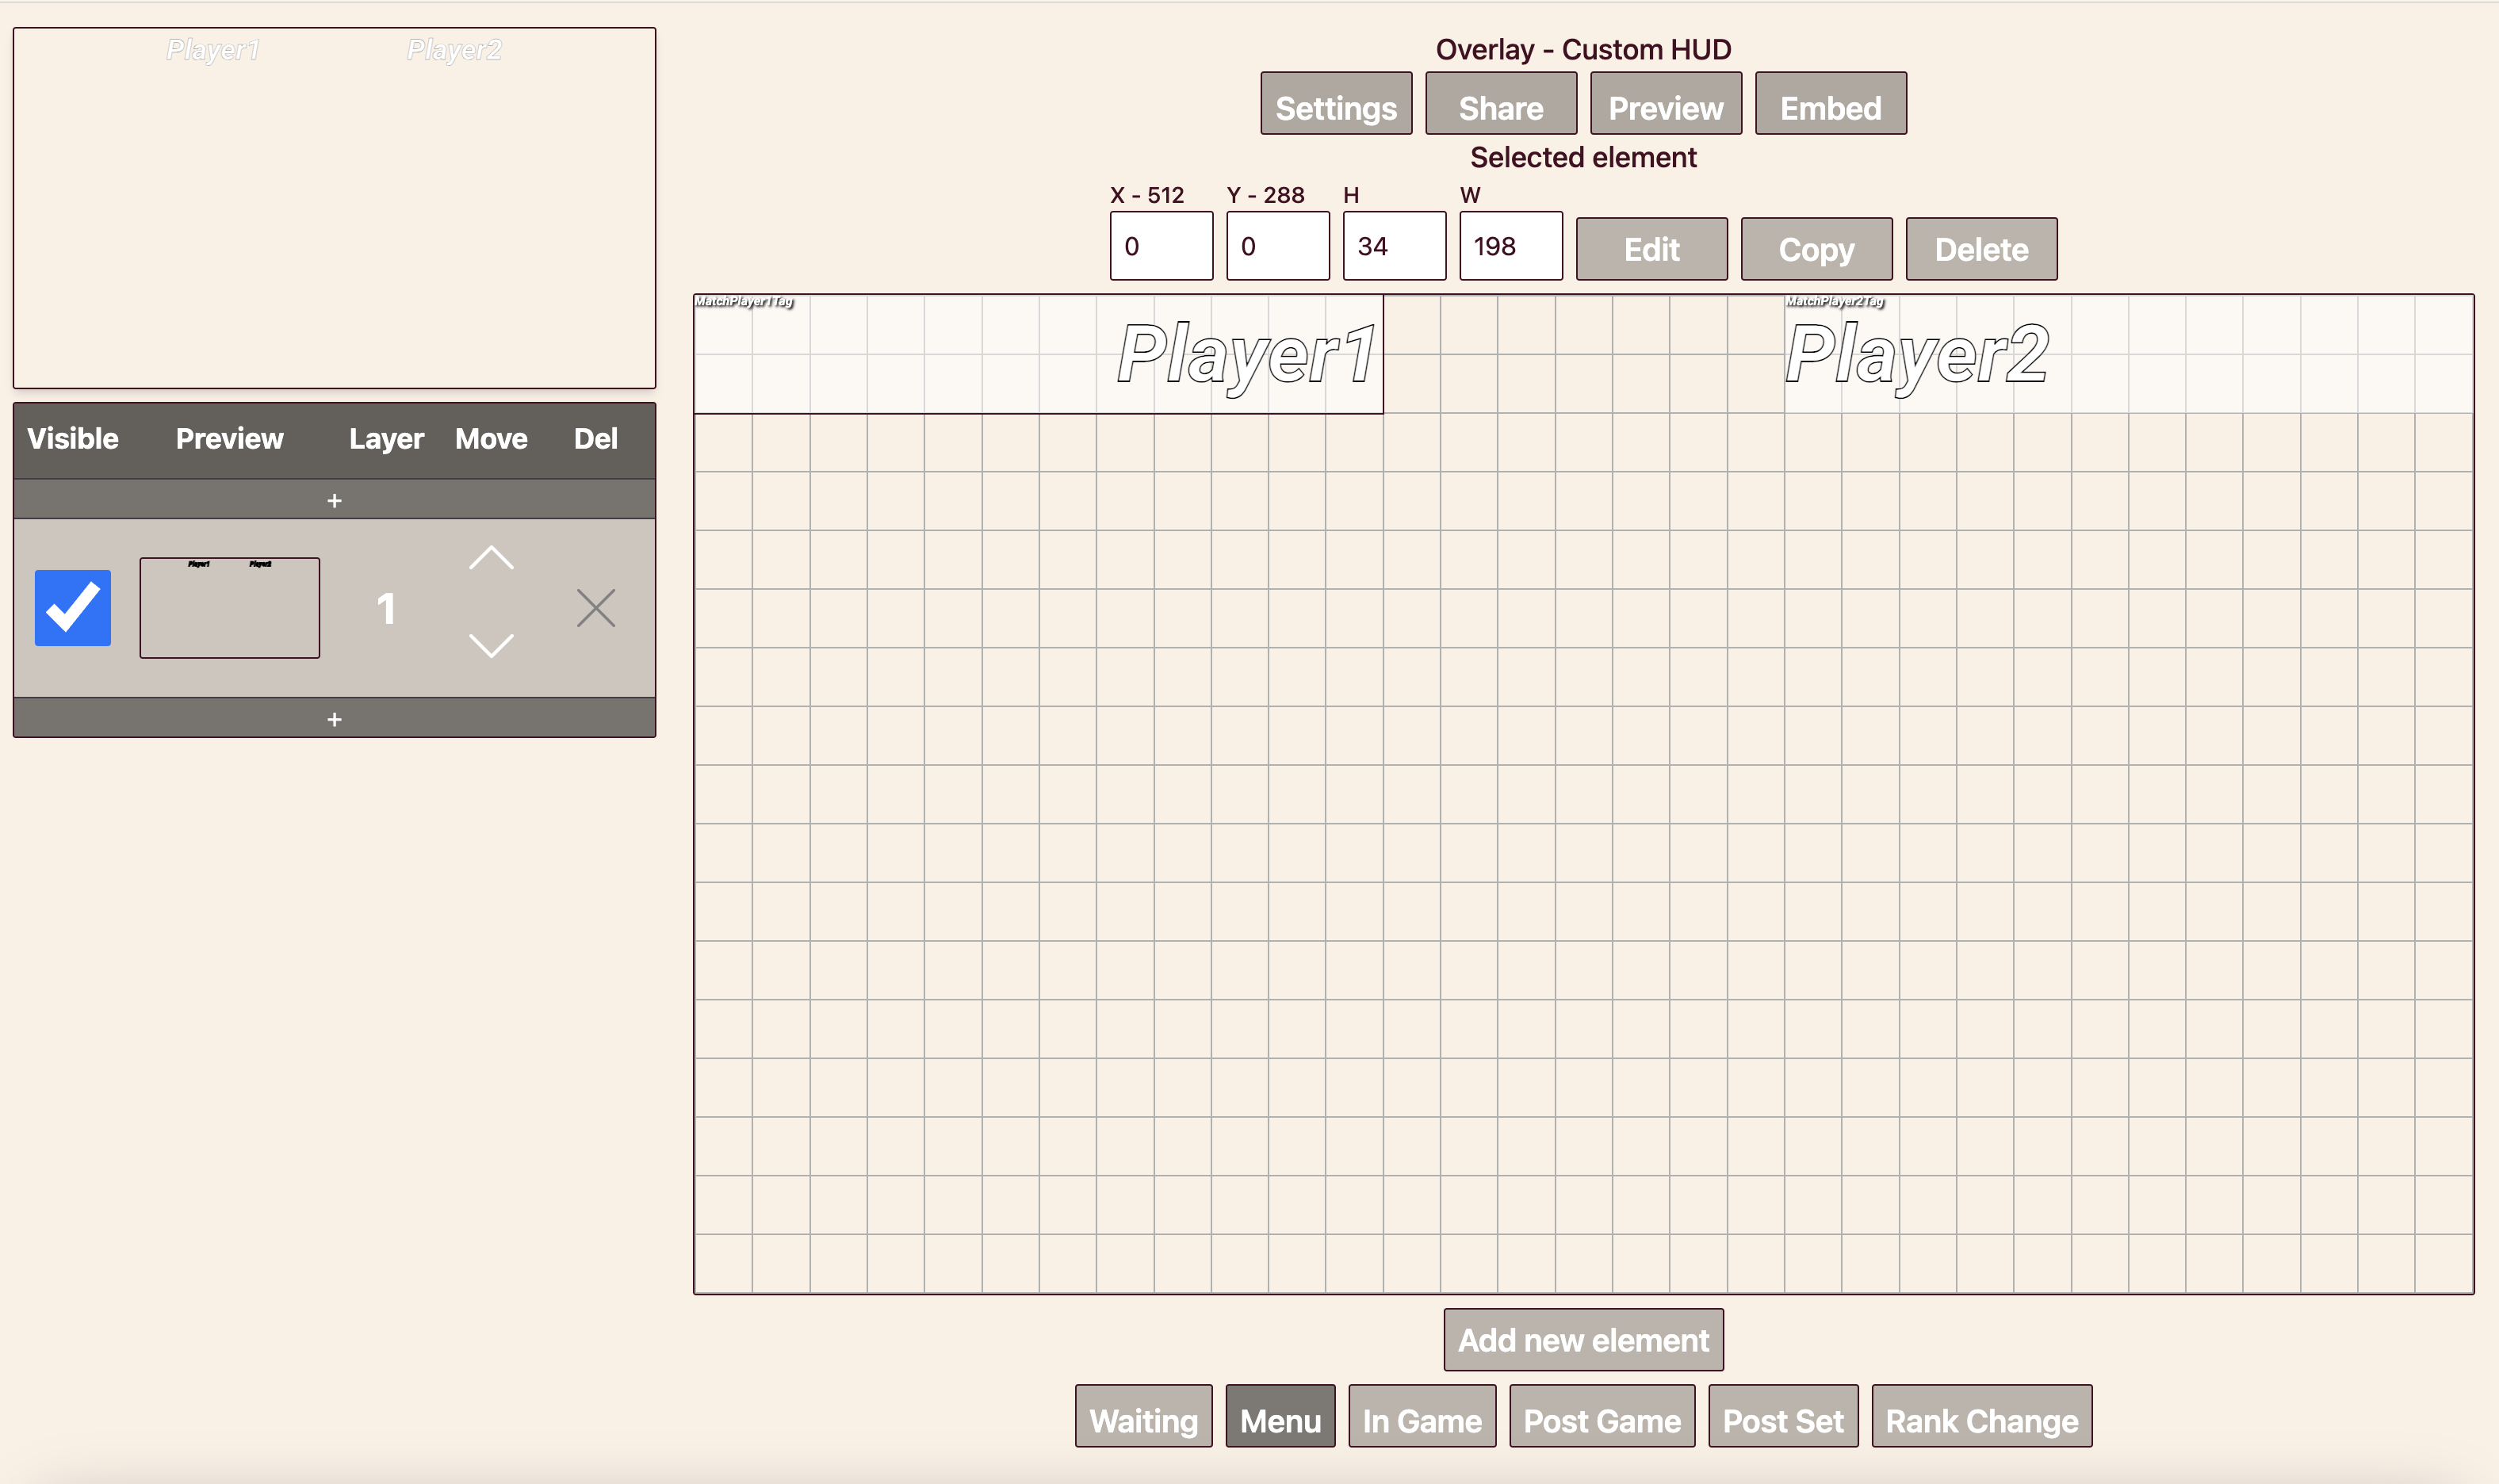 Player1 Player2
Visible Preview Layer Move Del
+
Player1 Player2
1
+
Overlay - Custom HUD
Settings Share Preview Embed
Selected element
X - 512 Y - 288 H W
0 0 34 198 Edit Copy Delete
MatchPlayer1Tag MatchPlayer2Tag
Player1 Player2
Add new element
Waiting Menu In Game Post Game Post Set Rank Change